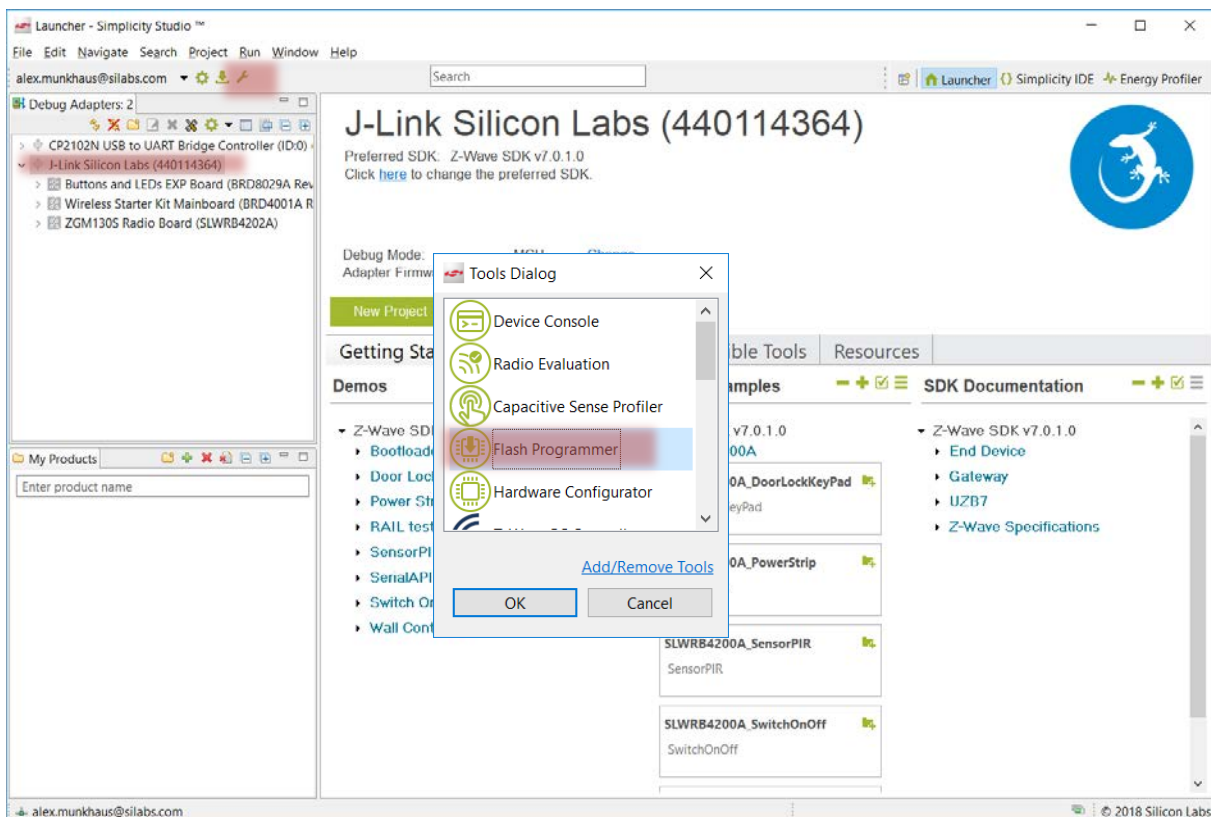 Launcher - Simplicity Studio ™
File Edit Navigate Search Project Run Window Help
alex.munkhaus@silabs.com
Search
Launcher
Simplicity IDE
Energy Profiler
Debug Adapters: 2
CP2102N USB to UART Bridge Controller (ID:0)
J-Link Silicon Labs (440114364)
Buttons and LEDs EXP Board (BRD8029A Rev
Wireless Starter Kit Mainboard (BRD4001A R
ZGM130S Radio Board (SLWRB4202A)
My Products
Enter product name
J-Link Silicon Labs (440114364)
Preferred SDK: Z-Wave SDK v7.0.1.0
Click here to change the preferred SDK.
Debug Mode:
Adapter Firmw
New Project
Getting Sta
ible Tools
Resources
Demos
Z-Wave SD
Bootload
Door Loc
Power Str
RAIL test
SensorPI
SerialAPI
Switch On
Wall Cont
Tools Dialog
Device Console
Radio Evaluation
Capacitive Sense Profiler
Flash Programmer
Hardware Configurator
Add/Remove Tools
OK
Cancel
amples
v7.0.1.0
00A
0A_DoorLockKeyPad
eyPad
0A_PowerStrip
SLWRB4200A_SensorPIR
SensorPIR
SLWRB4200A_SwitchOnOff
SwitchOnOff
SDK Documentation
Z-Wave SDK v7.0.1.0
End Device
Gateway
UZB7
Z-Wave Specifications
alex.munkhaus@silabs.com
© 2018 Silicon Labs